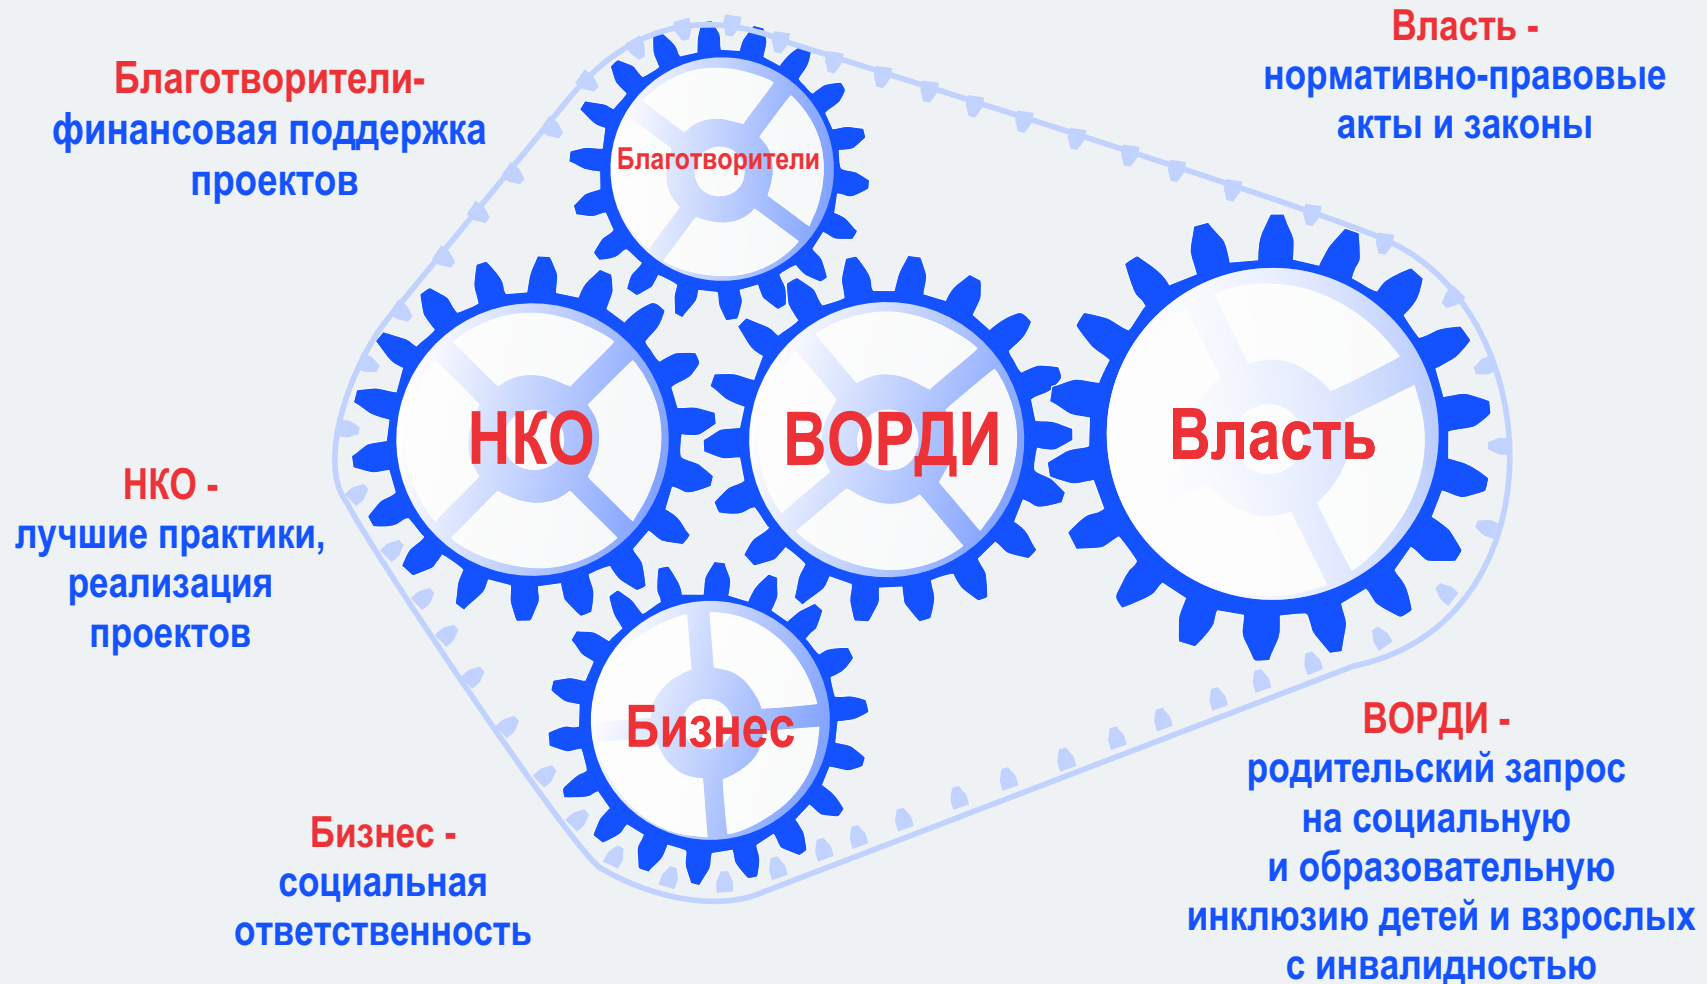 Благотворители-
финансовая поддержка
проектов
Власть -
нормативно-правовые
акты и законы
Благотворители
НКО
ВОРДИ
Власть
НКО -
лучшие практики,
реализация
проектов
Бизнес
Бизнес -
социальная
ответственность
ВОРДИ -
родительский запрос
на социальную
и образовательную
инклюзию детей и взрослых
с инвалидностью